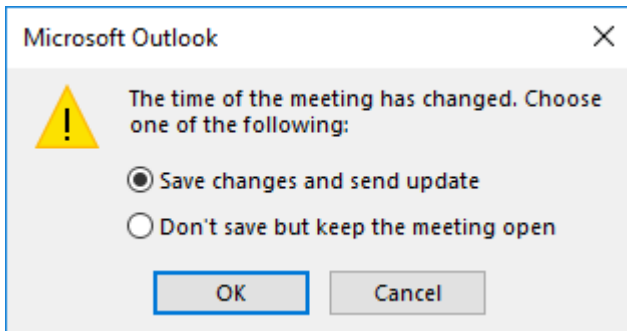 Microsoft Outlook
The time of the meeting has changed. Choose
one of the following:
Save changes and send update
Don't save but keep the meeting open
OK Cancel